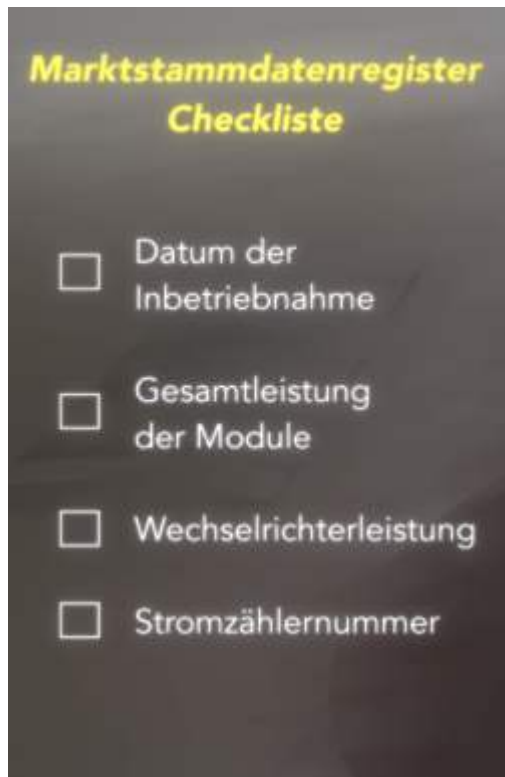 Marktstammdatenregister
Checkliste
Datum der
Inbetriebnahme
Gesamtleistung
der Module
Wechselrichterleistung
Stromzählernummer